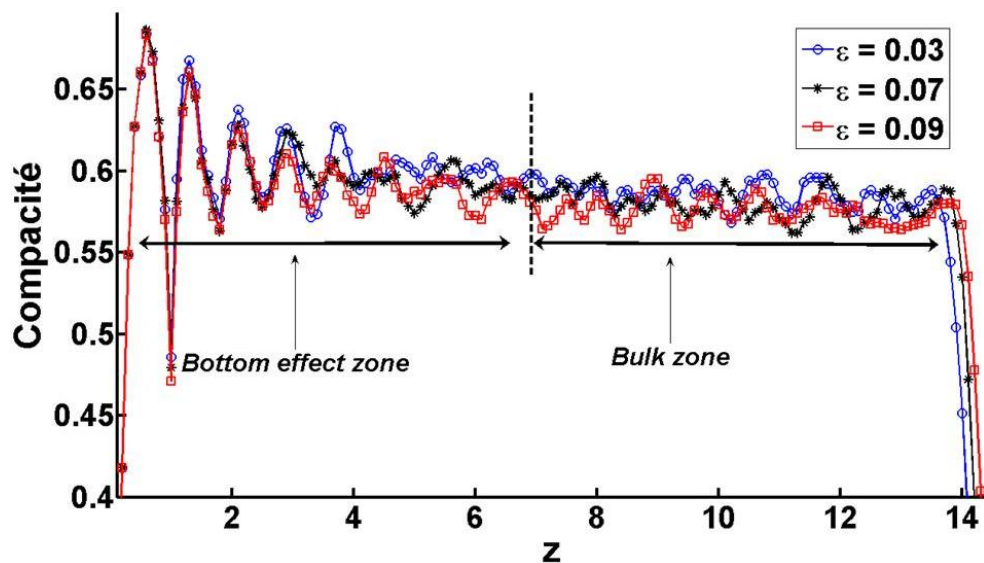 Compacité
0.65
0.6
0.55
0.5
0.45
0.4
ε = 0.03
ε = 0.07
ε = 0.09
Bottom effect zone
Bulk zone
2 4 6 8 10 12 14
z